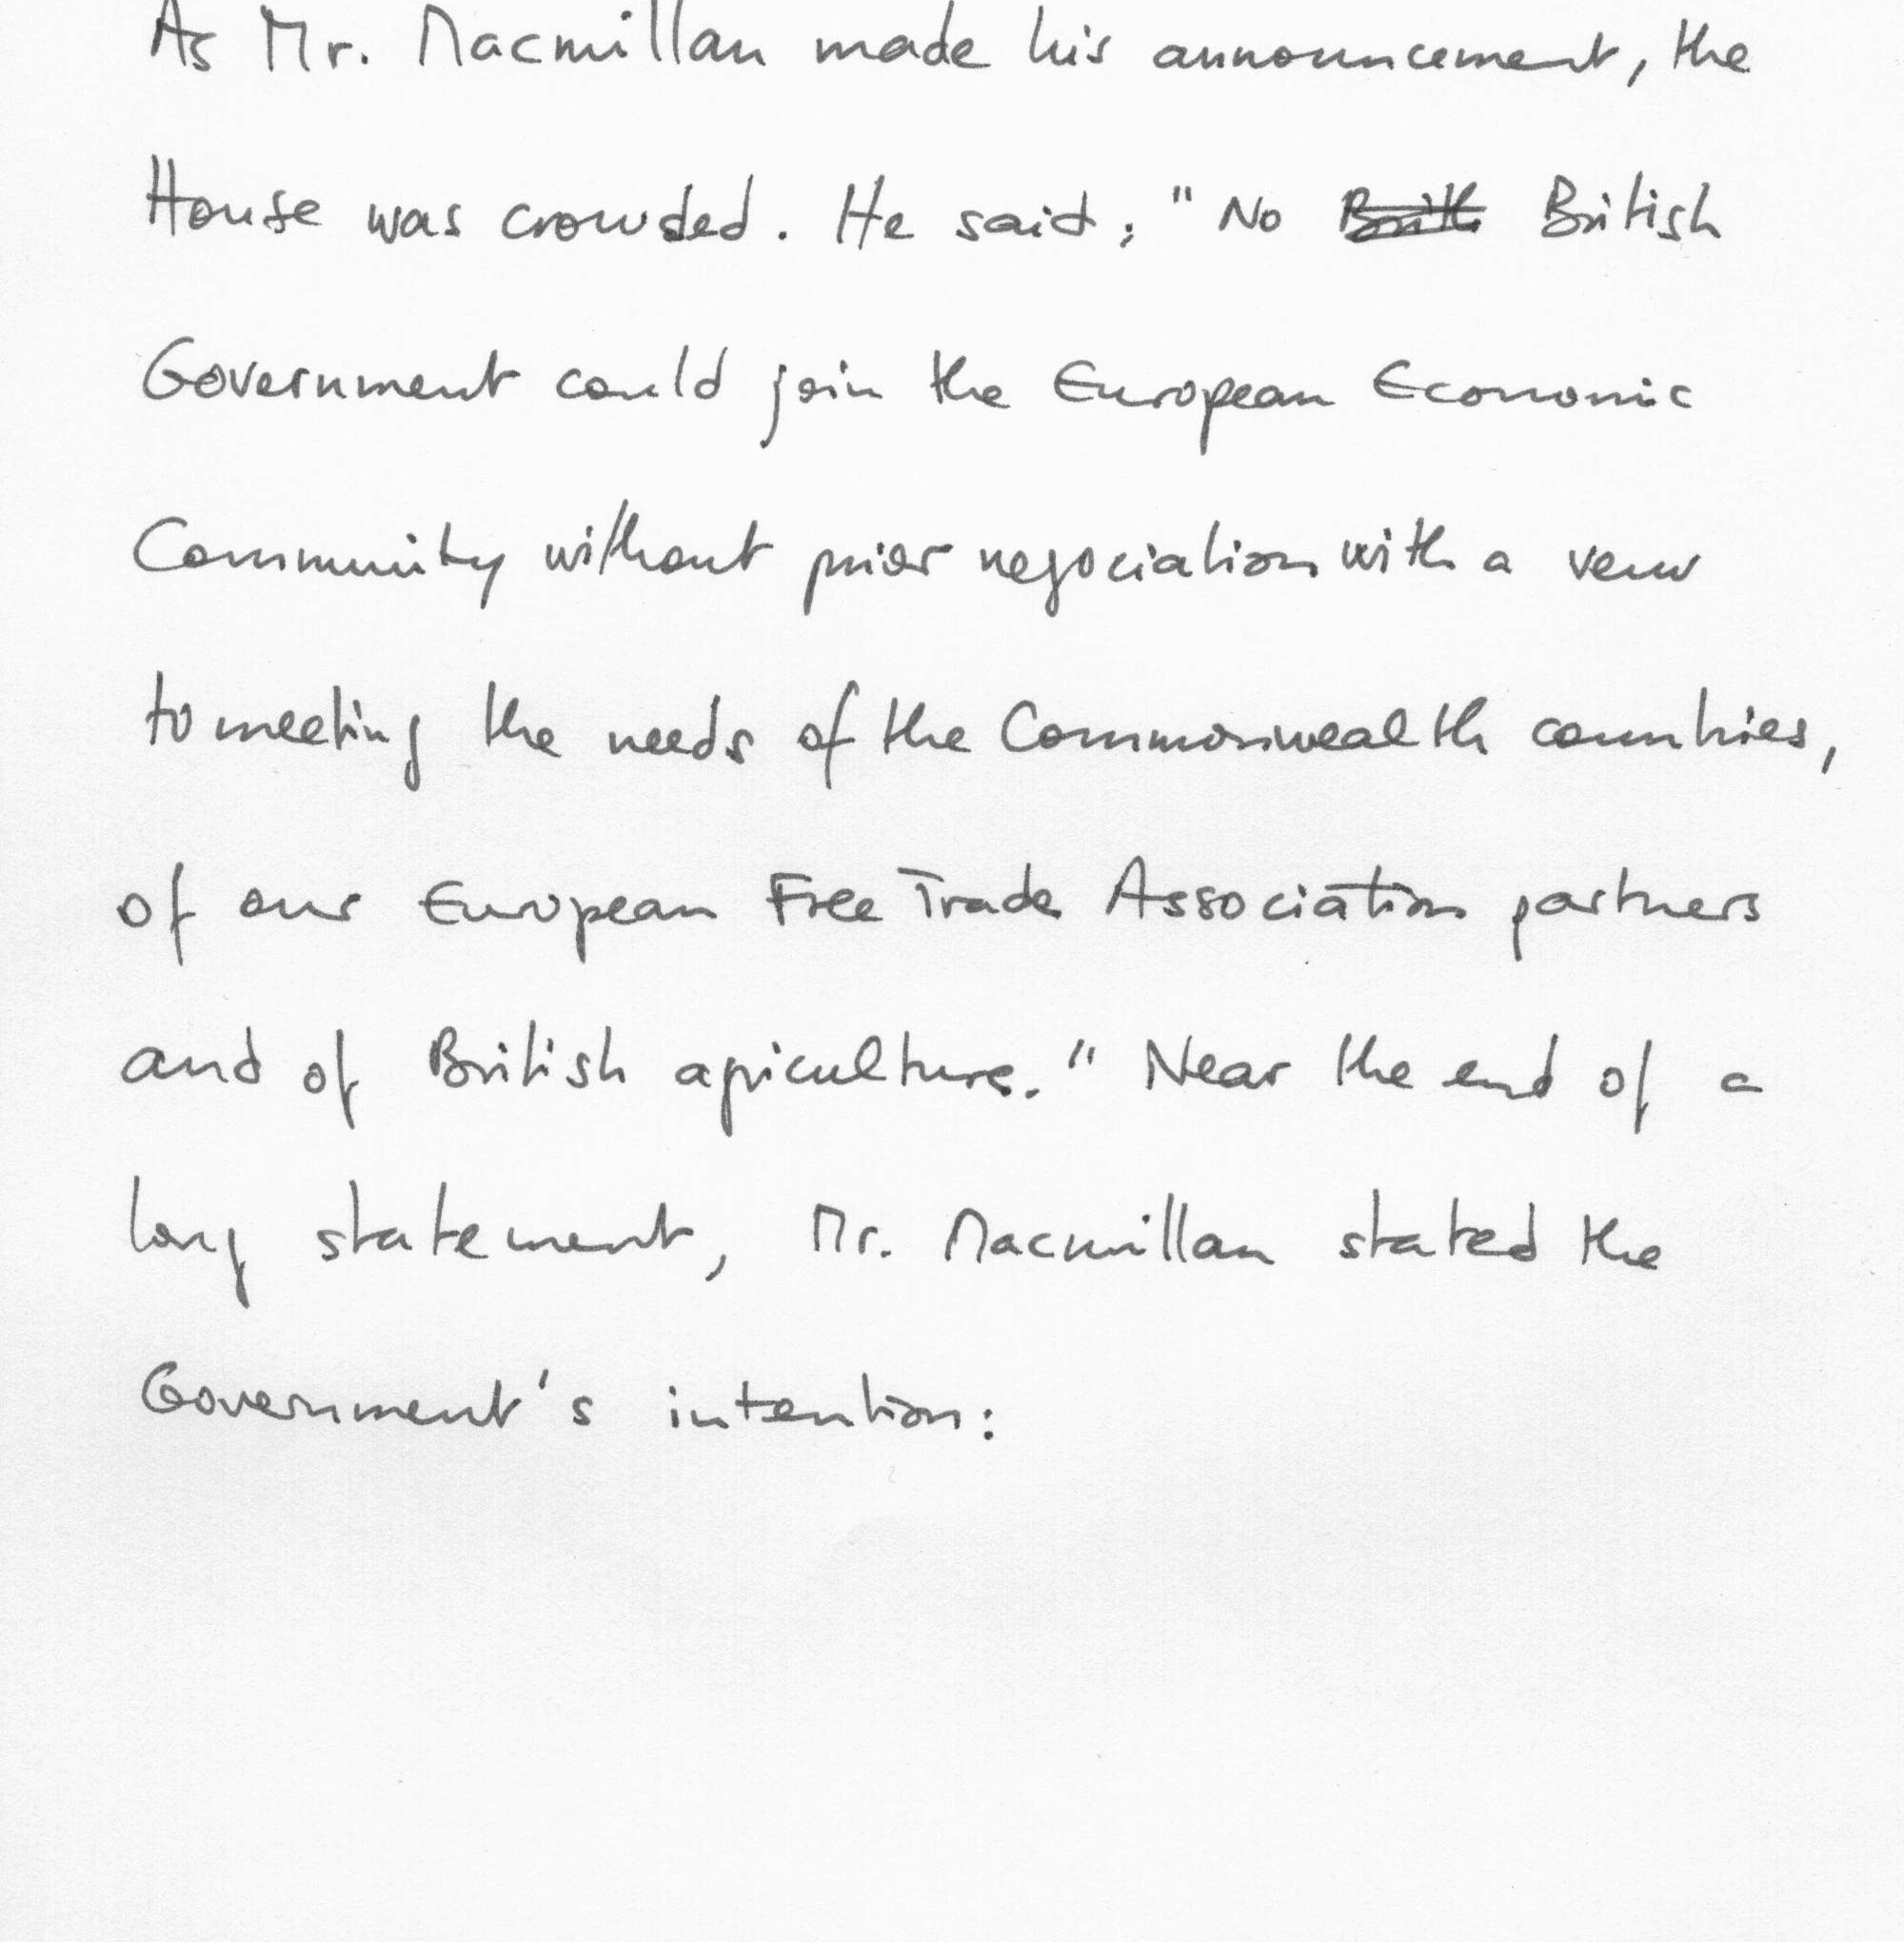 As Mr. Macmillan made his announcement, the
House was crowded. He said: "No British
Government could join the European Economic
Community without prior negociation with a view
to meeting the needs of the Commonwealth countries,
of our European Free Trade Association partners
and of British agriculture." Near the end of a
long statement, Mr. Macmillan stated the
Government's intention: